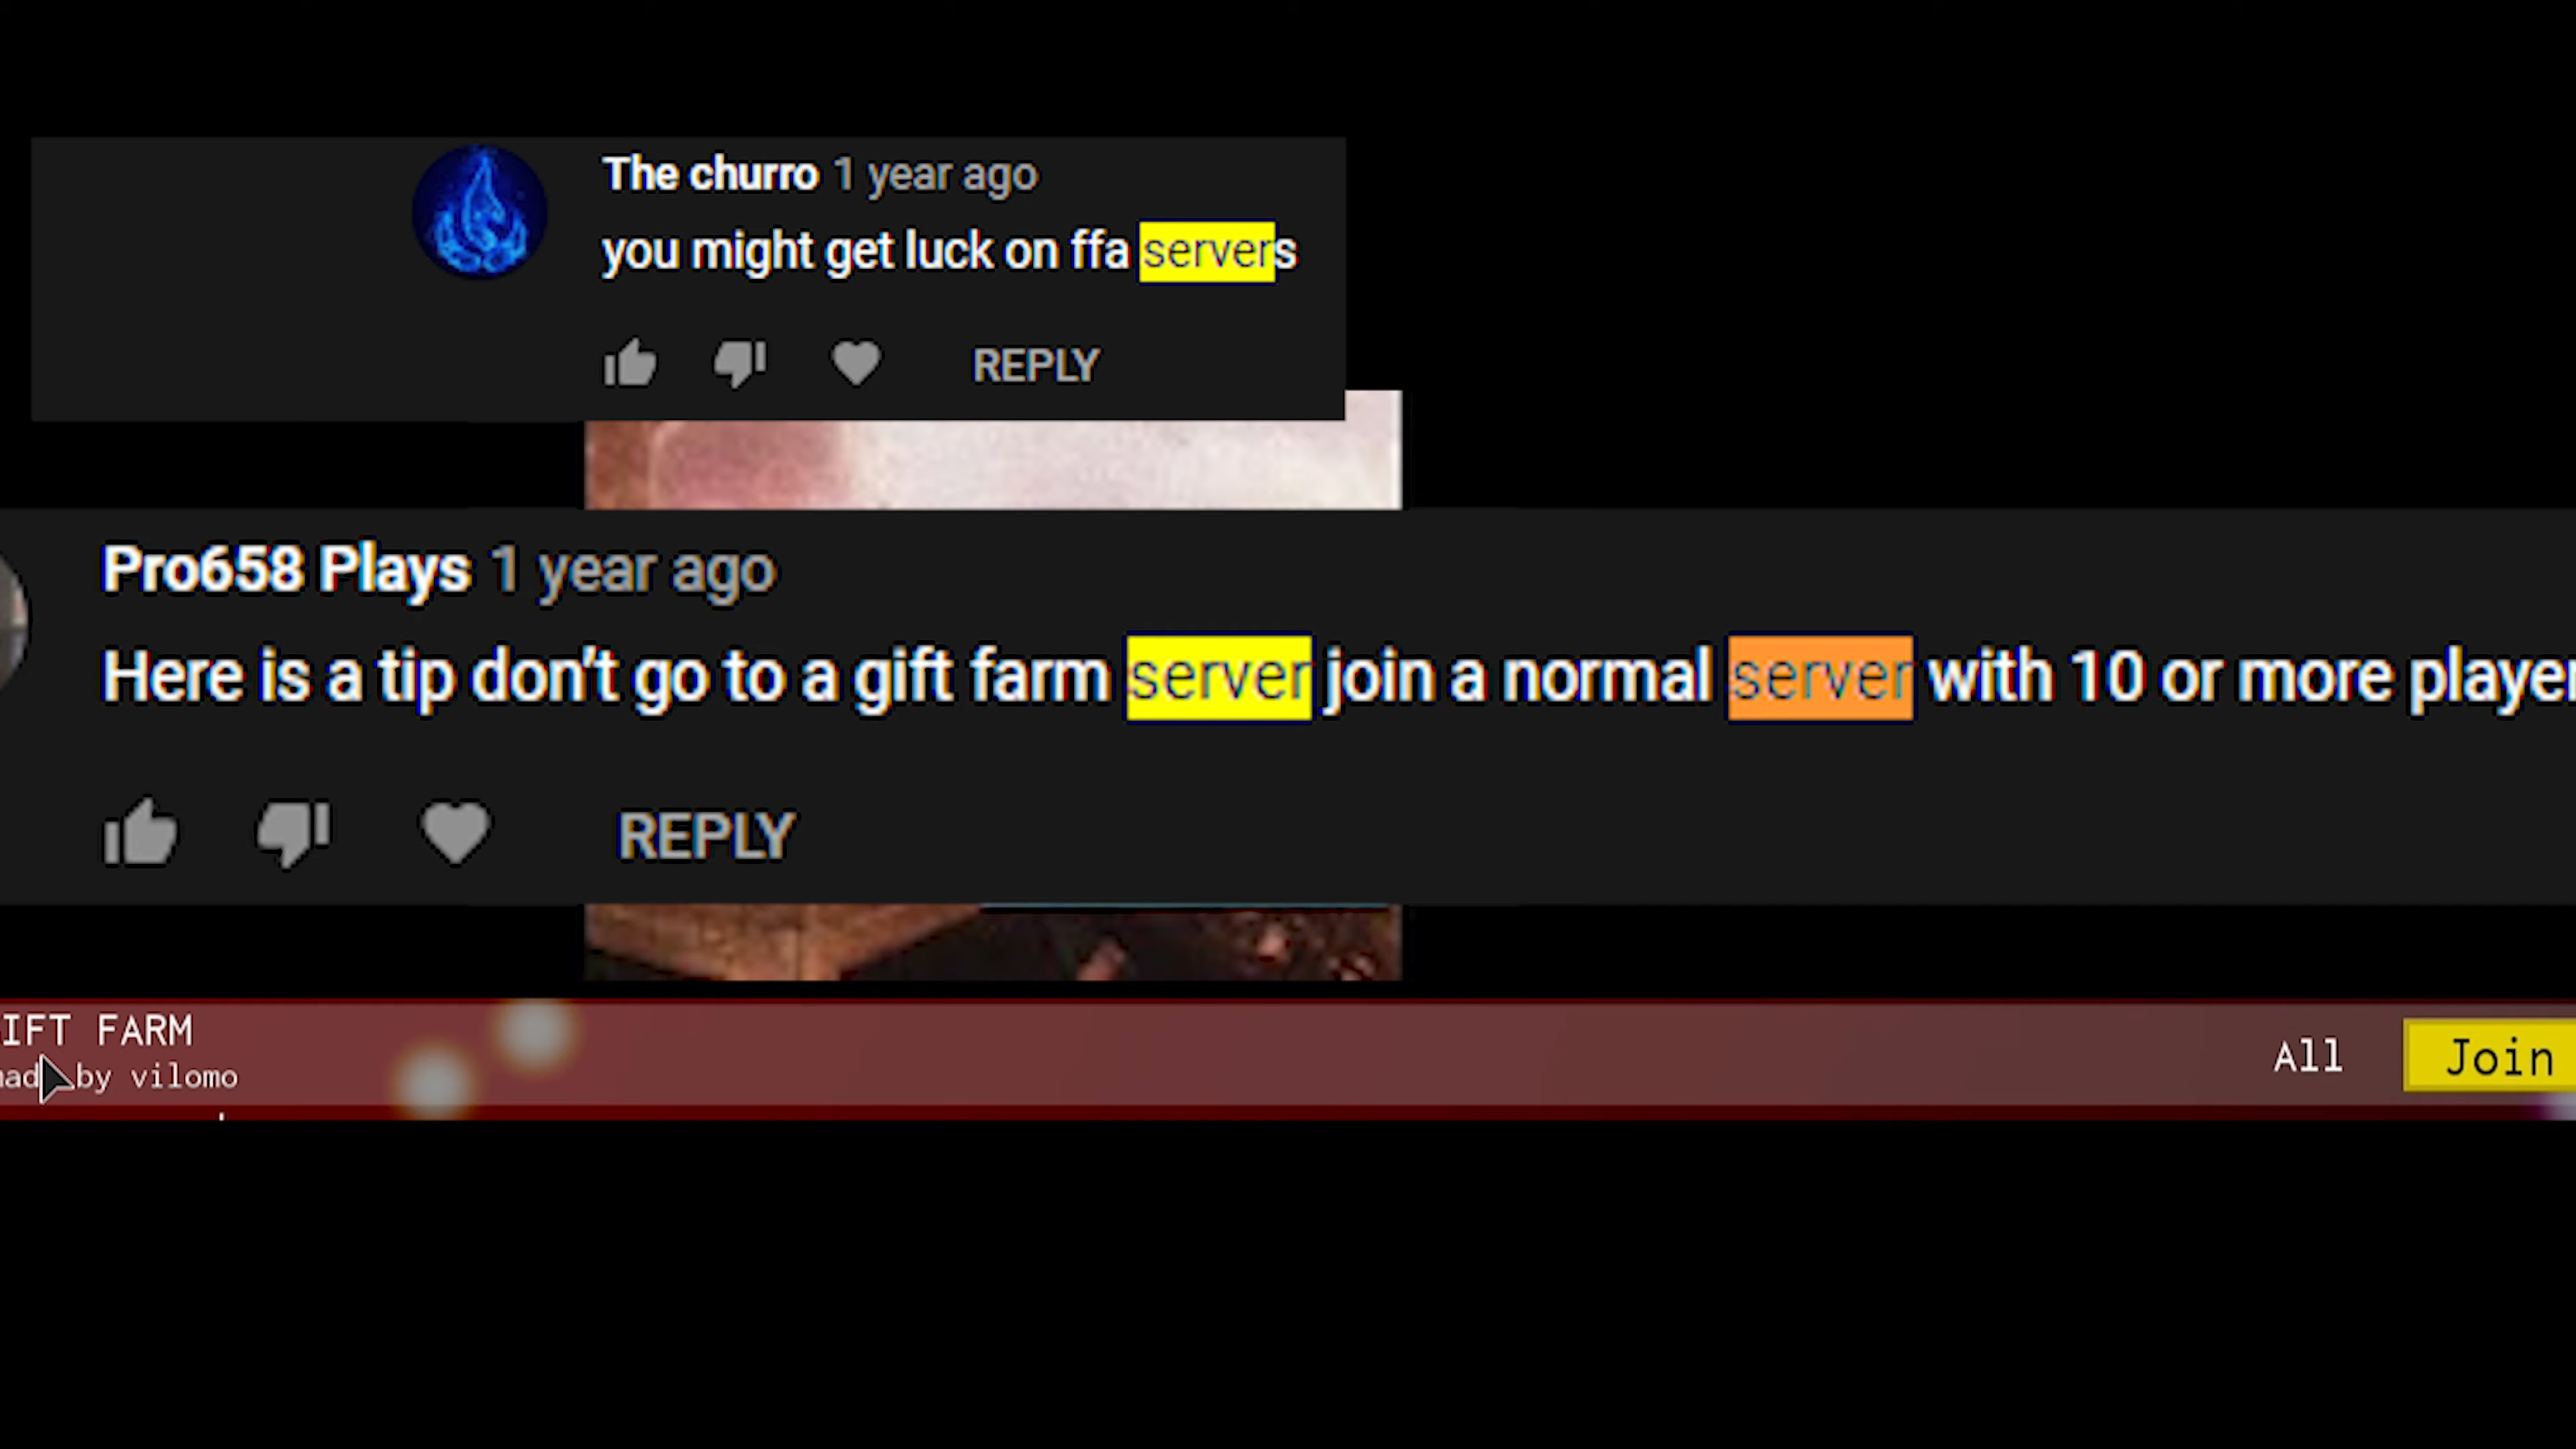 The churro 1 year ago
you might get luck on ffa servers
REPLY
Pro658 Plays 1 year ago
Here is a tip don't go to a gift farm server join a normal server with 10 or more player
REPLY
IFT FARM
by vilomo
All
Join